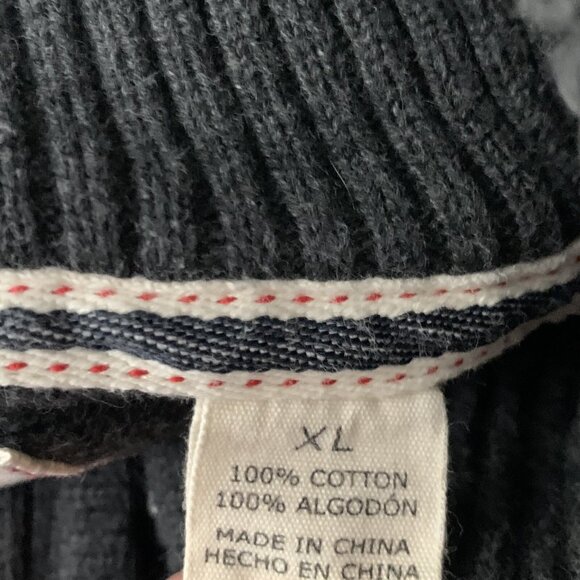 XL
100% COTTON
100% ALGODÓN
MADE IN CHINA
HECHO EN CHINA